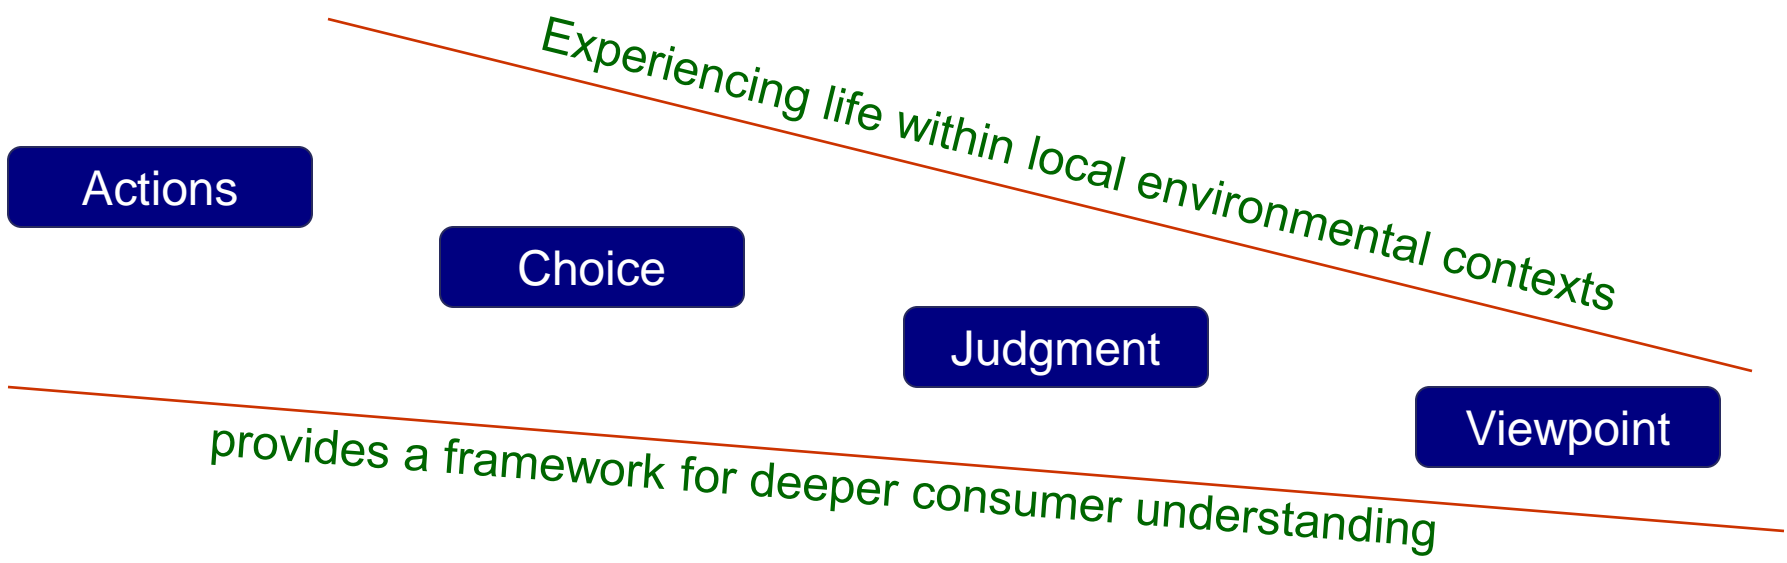 Experiencing life within local environmental contexts
Actions
Choice
Judgment
Viewpoint
provides a framework for deeper consumer understanding